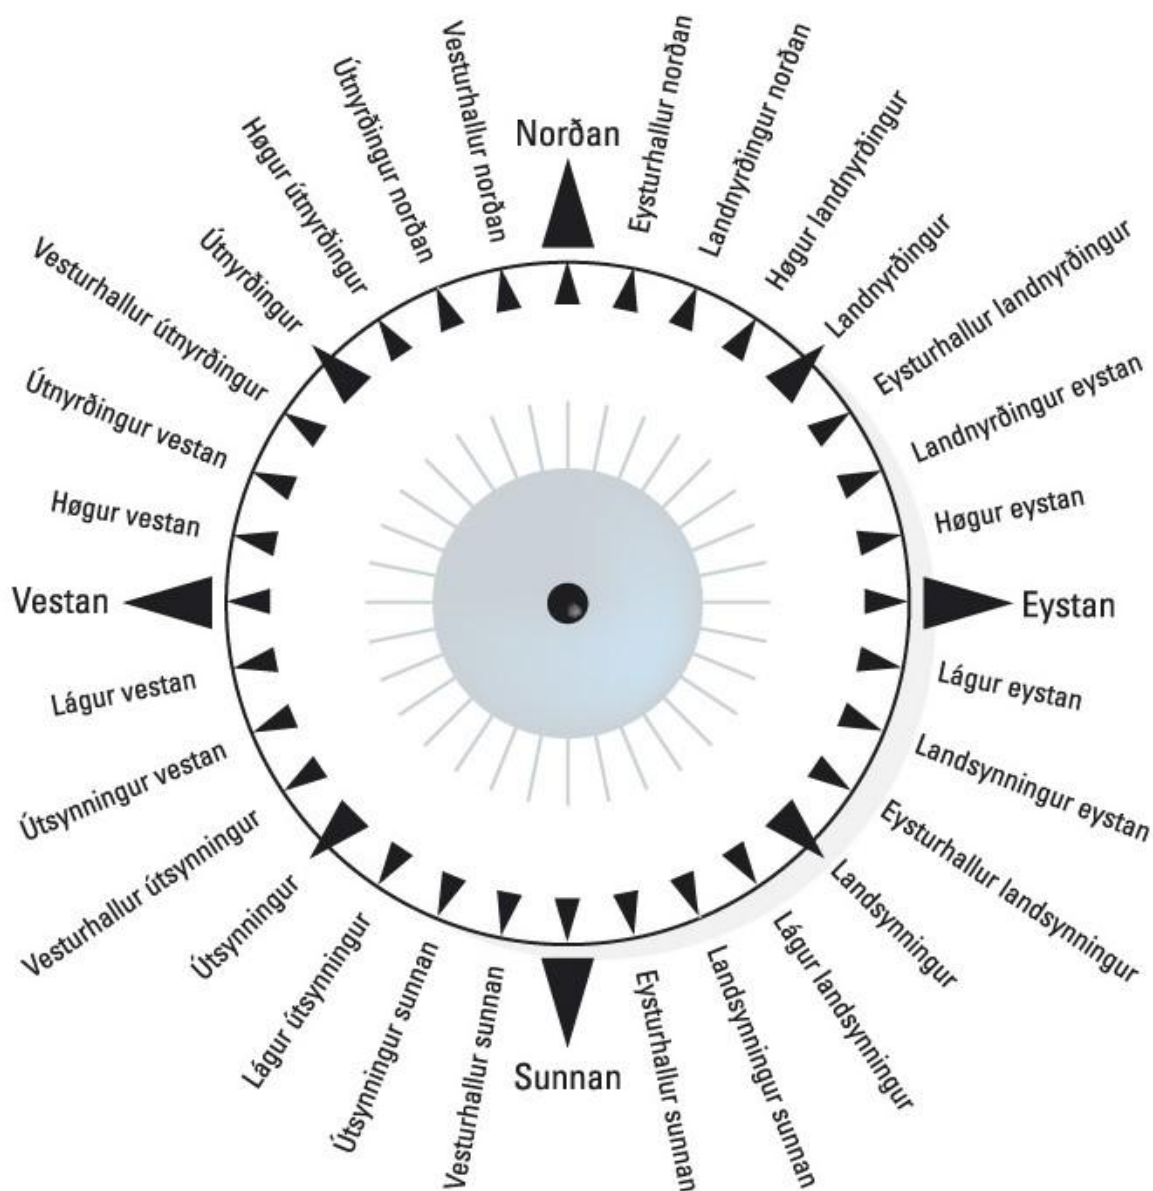 Norðan
Eysturhallur norðan
Landnyrðingur norðan
Høgur landnyrðingur
Landnyrðingur
Eysturhallur landnyrðingur
Landnyrðingur eystan
Høgur eystan
Eystan
Lágur eystan
Landsynningur eystan
Eysturhallur landsynningur
Landsynningur
Lágur landsynningur
Landsynningur sunnan
Eysturhallur sunnan
Sunnan
Vesturhallur sunnan
Útsynningur sunnan
Lágur útsynningur
Útsynningur
Vesturhallur útsynningur
Útsynningur vestan
Lágur vestan
Vestan
Høgur vestan
Útnyrðingur vestan
Vesturhallur útnyrðingur
Útnyrðingur
Høgur útnyrðingur
Útnyrðingur norðan
Vesturhallur norðan